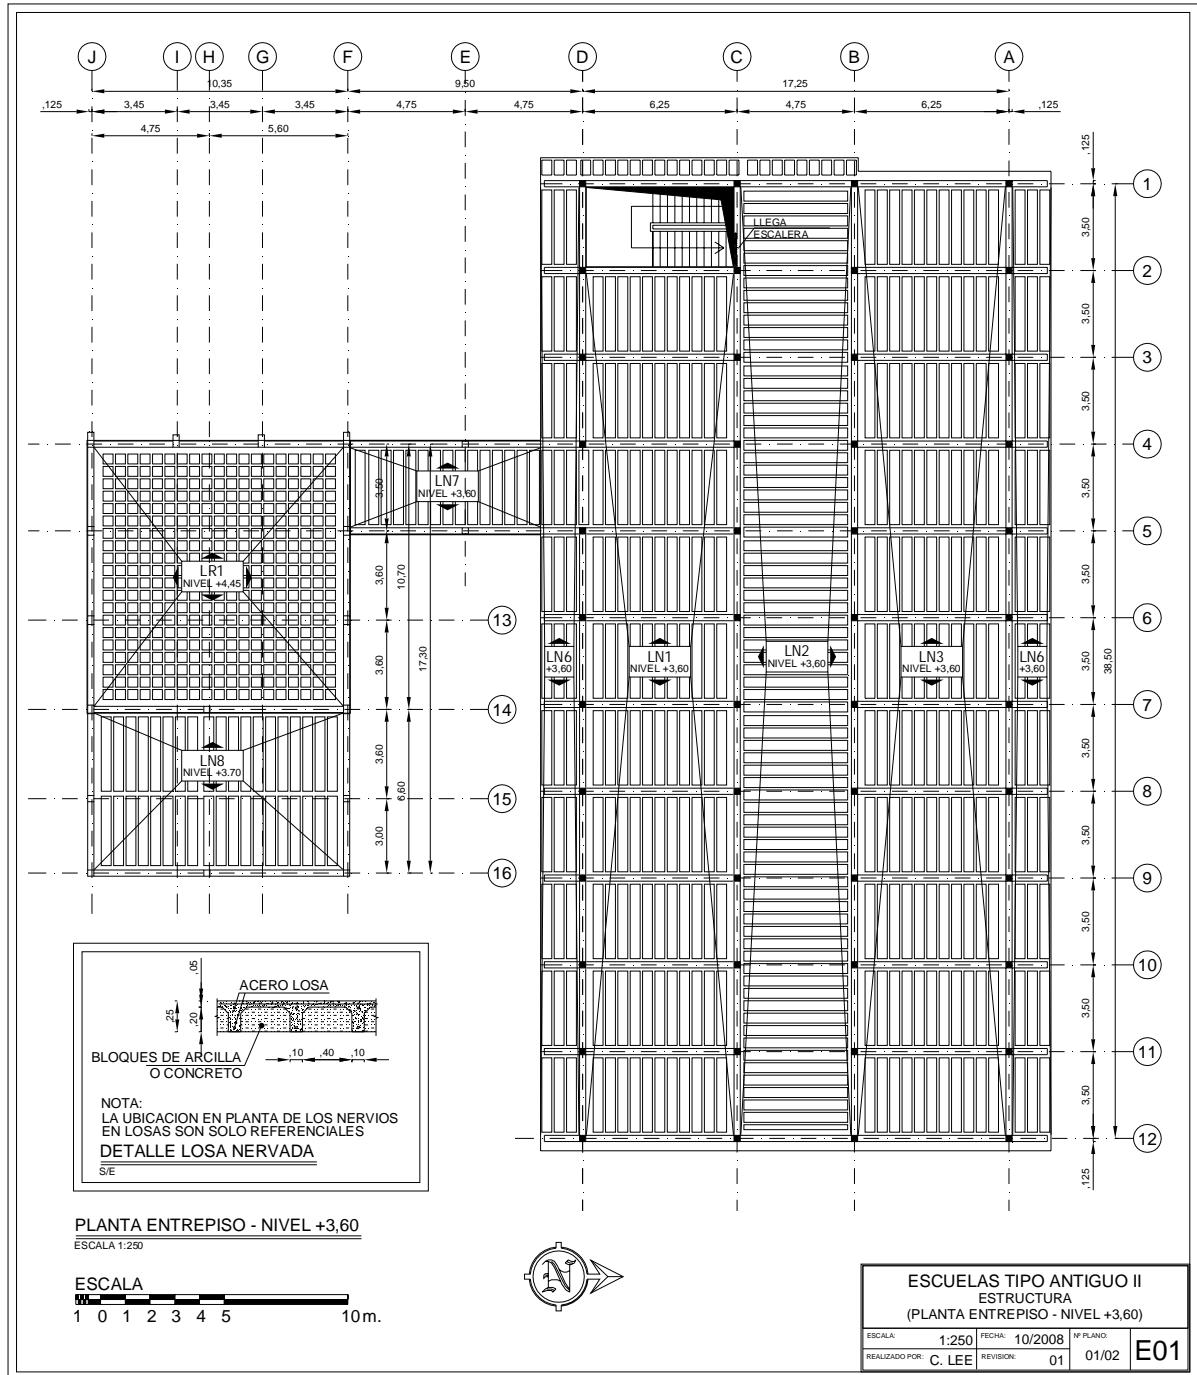 J I H G F E D C B A
10,35 9,50 17,25
,125 3,45 3,45 3,45 4,75 4,75 6,25 4,75 6,25 ,125
4,75 5,60
,125
1
3,50
LLEGA
ESCALERA
2
3,50
3
3,50
4
3,50
LN7
NIVEL +3,60
3,50
5
LR1
NIVEL +4,45
3,60
10,70
3,50
13
6
3,60
17,30
LN6
+3,60
LN1
NIVEL +3,60
LN2
NIVEL +3,60
LN3
NIVEL +3,60
LN6
+3,60
3,50
38,50
14
7
LN8
NIVEL +3.70
3,60
6,60
3,50
15
8
3,00
3,50
16
9
3,50
10
3,50
11
3,50
12
,125
,05
ACERO LOSA
,25
,20
BLOQUES DE ARCILLA
O CONCRETO
,10 ,40 ,10
NOTA:
LA UBICACION EN PLANTA DE LOS NERVIOS
EN LOSAS SON SOLO REFERENCIALES
DETALLE LOSA NERVADA
S/E
PLANTA ENTREPISO - NIVEL +3,60
ESCALA 1:250
ESCALA
1 0 1 2 3 4 5 10m.
N
ESCUELAS TIPO ANTIGUO II
ESTRUCTURA
(PLANTA ENTREPISO - NIVEL +3,60)
ESCALA: 1:250 FECHA: 10/2008 Nº PLANO:
REALIZADO POR: C. LEE REVISION: 01 01/02 E01